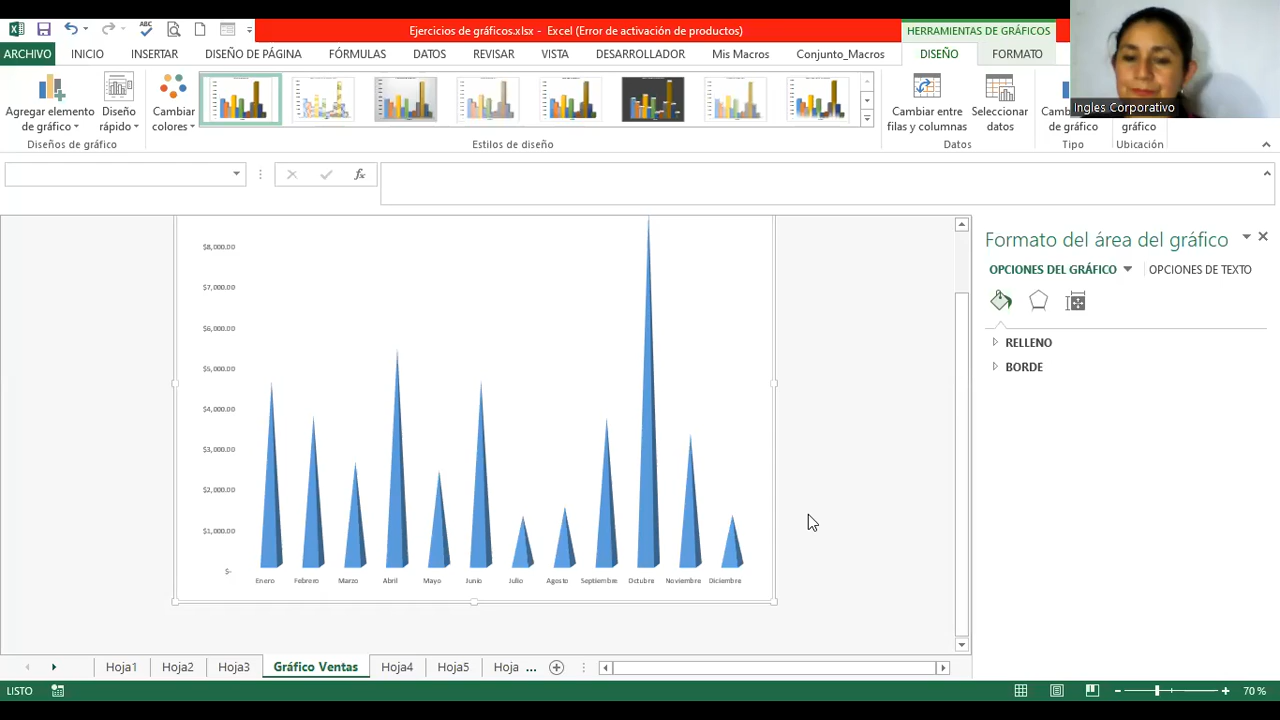 Ejercicios de gráficos.xlsx - Excel (Error de activación de productos)
HERRAMIENTAS DE GRÁFICOS
ARCHIVO INICIO INSERTAR DISEÑO DE PÁGINA FÓRMULAS DATOS REVISAR VISTA DESARROLLADOR Mis Macros Conjunto_Macros DISEÑO FORMATO
Ingles Corporativo
Agregar elemento de gráfico
Diseño rápido
Cambiar colores
Cambiar entre filas y columnas
Seleccionar datos
Camb
de gráfico
gráfico
Diseños de gráfico
Estilos de diseño
Datos
Tipo
Ubicación
fx
Formato del área del gráfico
OPCIONES DEL GRÁFICO OPCIONES DE TEXTO
RELLENO
BORDE
$8,000.00
$7,000.00
$6,000.00
$5,000.00
$4,000.00
$3,000.00
$2,000.00
$1,000.00
$-
Enero Febrero Marzo Abril Mayo Junio Julio Agosto Septiembre Octubre Noviembre Diciembre
Hoja1 Hoja2 Hoja3 Gráfico Ventas Hoja4 Hoja5 Hoja ...
LISTO
70 %